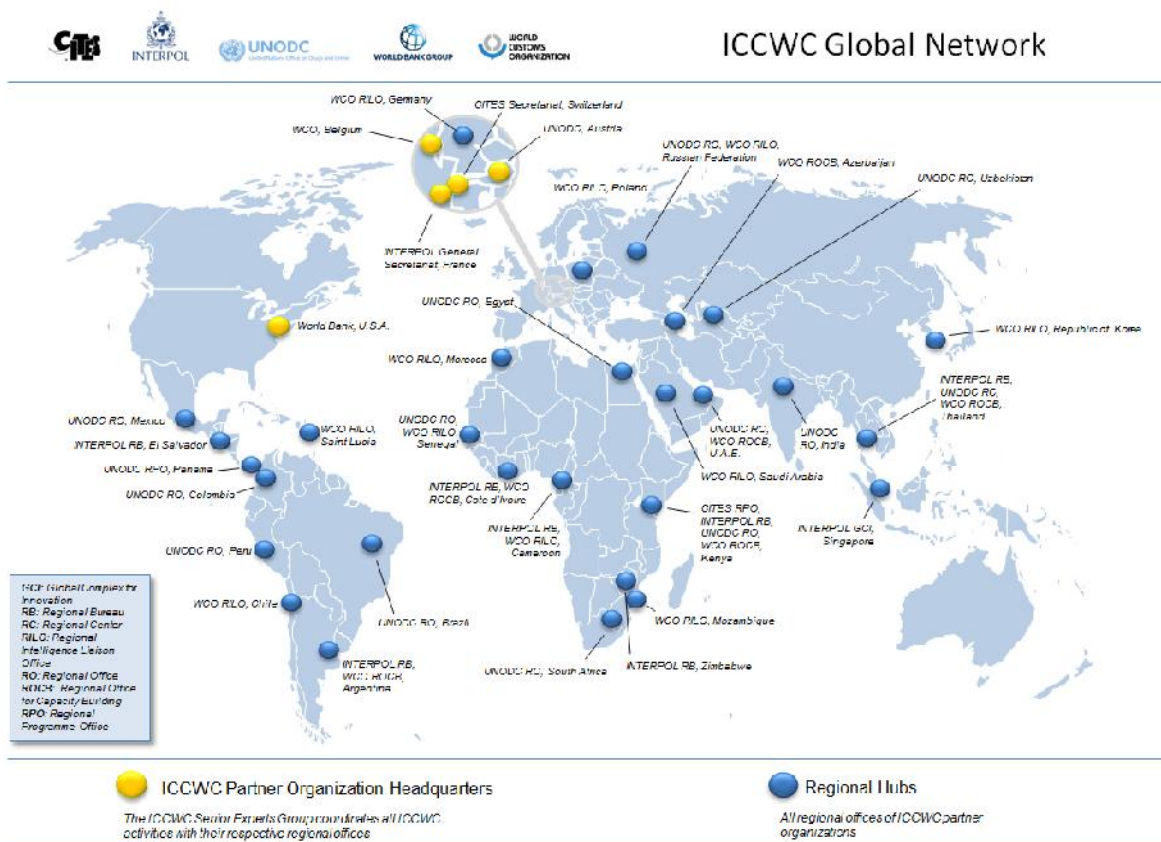 CITES
INTERPOL
UNODC
United Nations Office on Drugs and Crime
WORLD BANK GROUP
WORLD
CUSTOMS
ORGANIZATION
ICCWC Global Network
WCO RILO, Germany
CITES Secretariat, Switzerland
WCO, Belgium
UNODC, Austria
UNODC RO, WCO RILO,
Russian Federation
WCO ROCB, Azerbaijan
WCO RILO, Poland
UNODC RO, Uzbekistan
INTERPOL General
Secretariat, France
UNODC RO, Egypt
World Bank, U.S.A.
WCO RILO, Republic of Korea
WCO RILO, Morocco
INTERPOL RB,
UNODC RC,
WCO ROCB,
Thailand
UNODC RO, Mexico
WCO RILO,
Saint Lucia
UNODC RO,
WCO RILO
Senegal
INTERPOL RB, El Salvador
UNODC RO,
WCO ROCB,
U.A.E.
UNODC
RO, India
UNODC RPO, Panama
WCO RILO, Saudi Arabia
UNODC RO, Colombia
INTERPOL RB, WCO
ROCB, Cote d'Ivoire
CITES RPO,
INTERPOL RB,
UNODC RO,
WCO ROCB,
Kenya
INTERPOL RB,
WCO RILO,
Cameroon
INTERPOL GCI,
Singapore
UNODC RO, Peru
GCI: Global Complex for
Innovation
RB: Regional Bureau
RC: Regional Center
RILO: Regional
Intelligence Liaison
Office
RO: Regional Office
ROCB: Regional Office
for Capacity Building
RPO: Regional
Programme Office
WCO RILO, Chile
UNODC RO, Brazil
WCO RILO, Mozambique
INTERPOL RB,
WCO ROCB,
Argentina
UNODC RO, South Africa
INTERPOL RB, Zimbabwe
ICCWC Partner Organization Headquarters
The ICCWC Senior Experts Group coordinates all ICCWC
activities with their respective regional offices
Regional Hubs
All regional offices of ICCWC partner
organizations